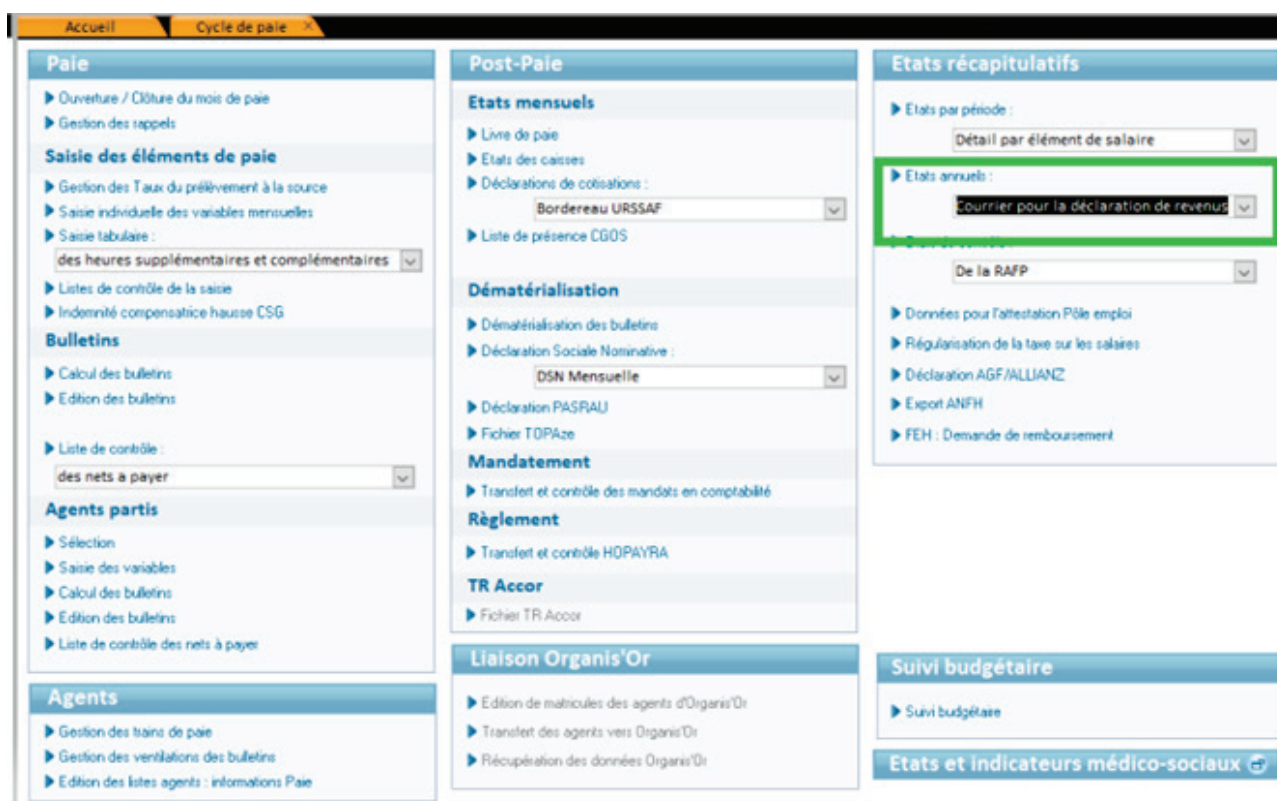 Accueil
Cycle de paie
Paie
Ouverture / Clôture du mois de paie
Gestion des rappels
Saisie des éléments de paie
Gestion des Taux du prélèvement à la source
Saisie individuelle des variables mensuelles
Saisie tabulaire :
des heures supplémentaires et complémentaires
Listes de contrôle de la saisie
Indemnité compensatrice hausse CSG
Bulletins
Calcul des bulletins
Edition des bulletins
Liste de contrôle :
des nets a payer
Agents partis
Sélection
Saisie des variables
Calcul des bulletins
Edition des bulletins
Liste de contrôle des nets à payer
Agents
Gestion des trains de paie
Gestion des ventilations des bulletins
Edition des listes agents : informations Paie
Post-Paie
Etats mensuels
Livre de paie
Etats des caisses
Déclarations de cotisations :
Bordereau URSSAF
Liste de présence CGOS
Dématérialisation
Dématérialisation des bulletins
Déclaration Sociale Nominative :
DSN Mensuelle
Déclaration PASRAU
Fichier TOPAze
Mandatement
Transfert et contrôle des mandats en comptabilité
Règlement
Transfert et contrôle HOPAYRA
TR Accor
Fichier TR Accor
Liaison Organis'Or
Edition de matricules des agents d'Organis'Or
Transfert des agents vers Organis'Or
Récupération des données Organis'Or
Etats récapitulatifs
Etats par période :
Détail par élément de salaire
Etats annuels :
Courrier pour la déclaration de revenus
De la RAFP
Données pour l'attestation Pôle emploi
Régularisation de la taxe sur les salaires
Déclaration AGF/ALLIANZ
Export ANFH
FEH : Demande de remboursement
Suivi budgétaire
Suivi budgétaire
Etats et indicateurs médico-sociaux